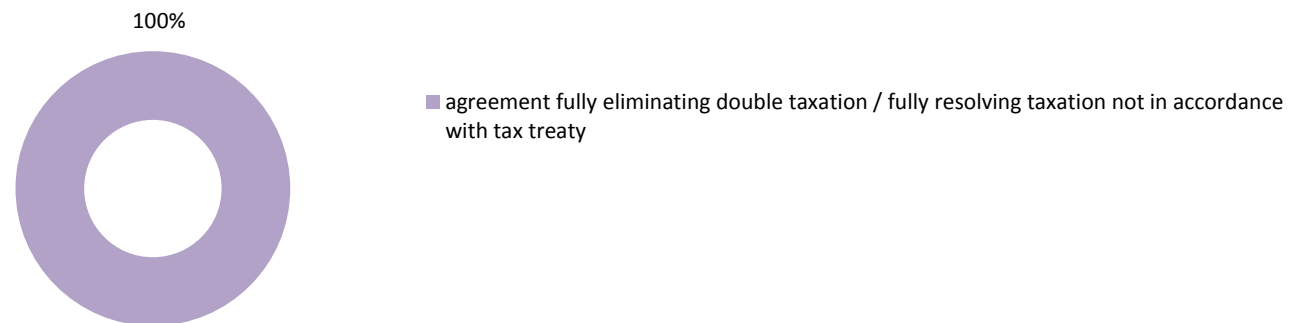 100%
agreement fully eliminating double taxation / fully resolving taxation not in accordance
with tax treaty